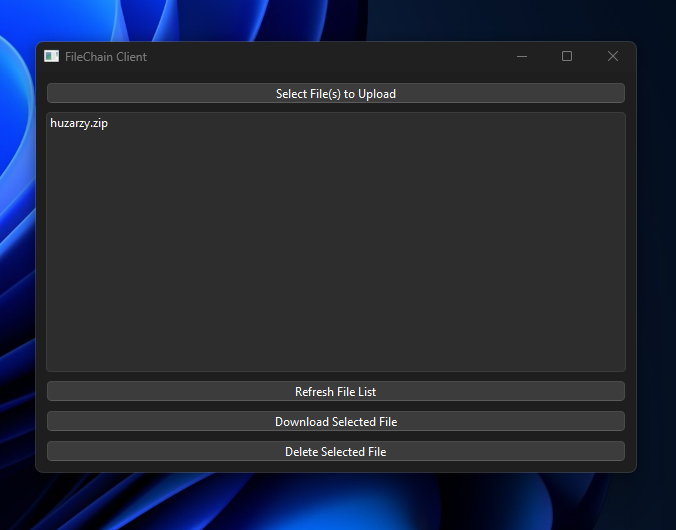 FileChain Client
Select File(s) to Upload
huzarzy.zip
Refresh File List
Download Selected File
Delete Selected File